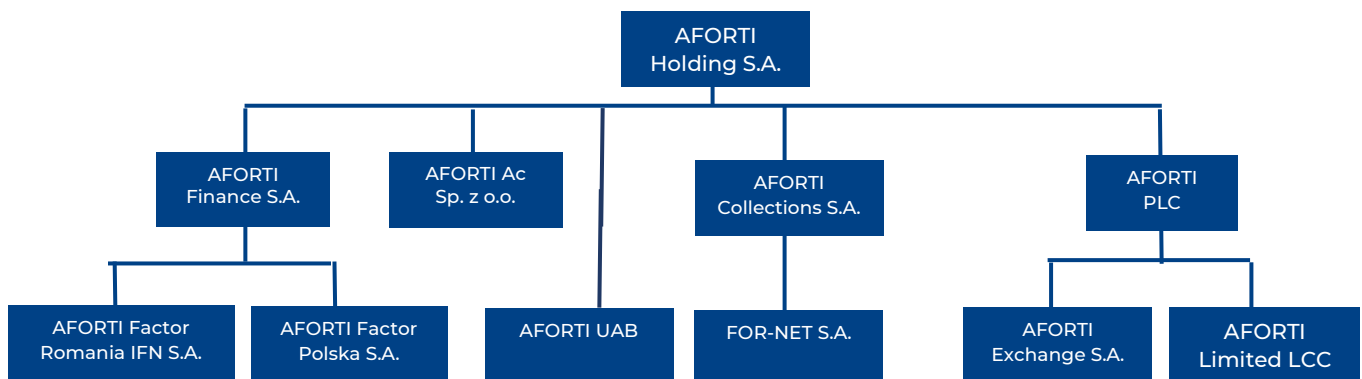 AFORTI
Holding S.A.
AFORTI
Finance S.A.
AFORTI Ac
Sp. z o.o.
AFORTI
Collections S.A.
AFORTI
PLC
AFORTI Factor
Romania IFN S.A.
AFORTI Factor
Polska S.A.
AFORTI UAB
FOR-NET S.A.
AFORTI
Exchange S.A.
AFORTI
Limited LCC